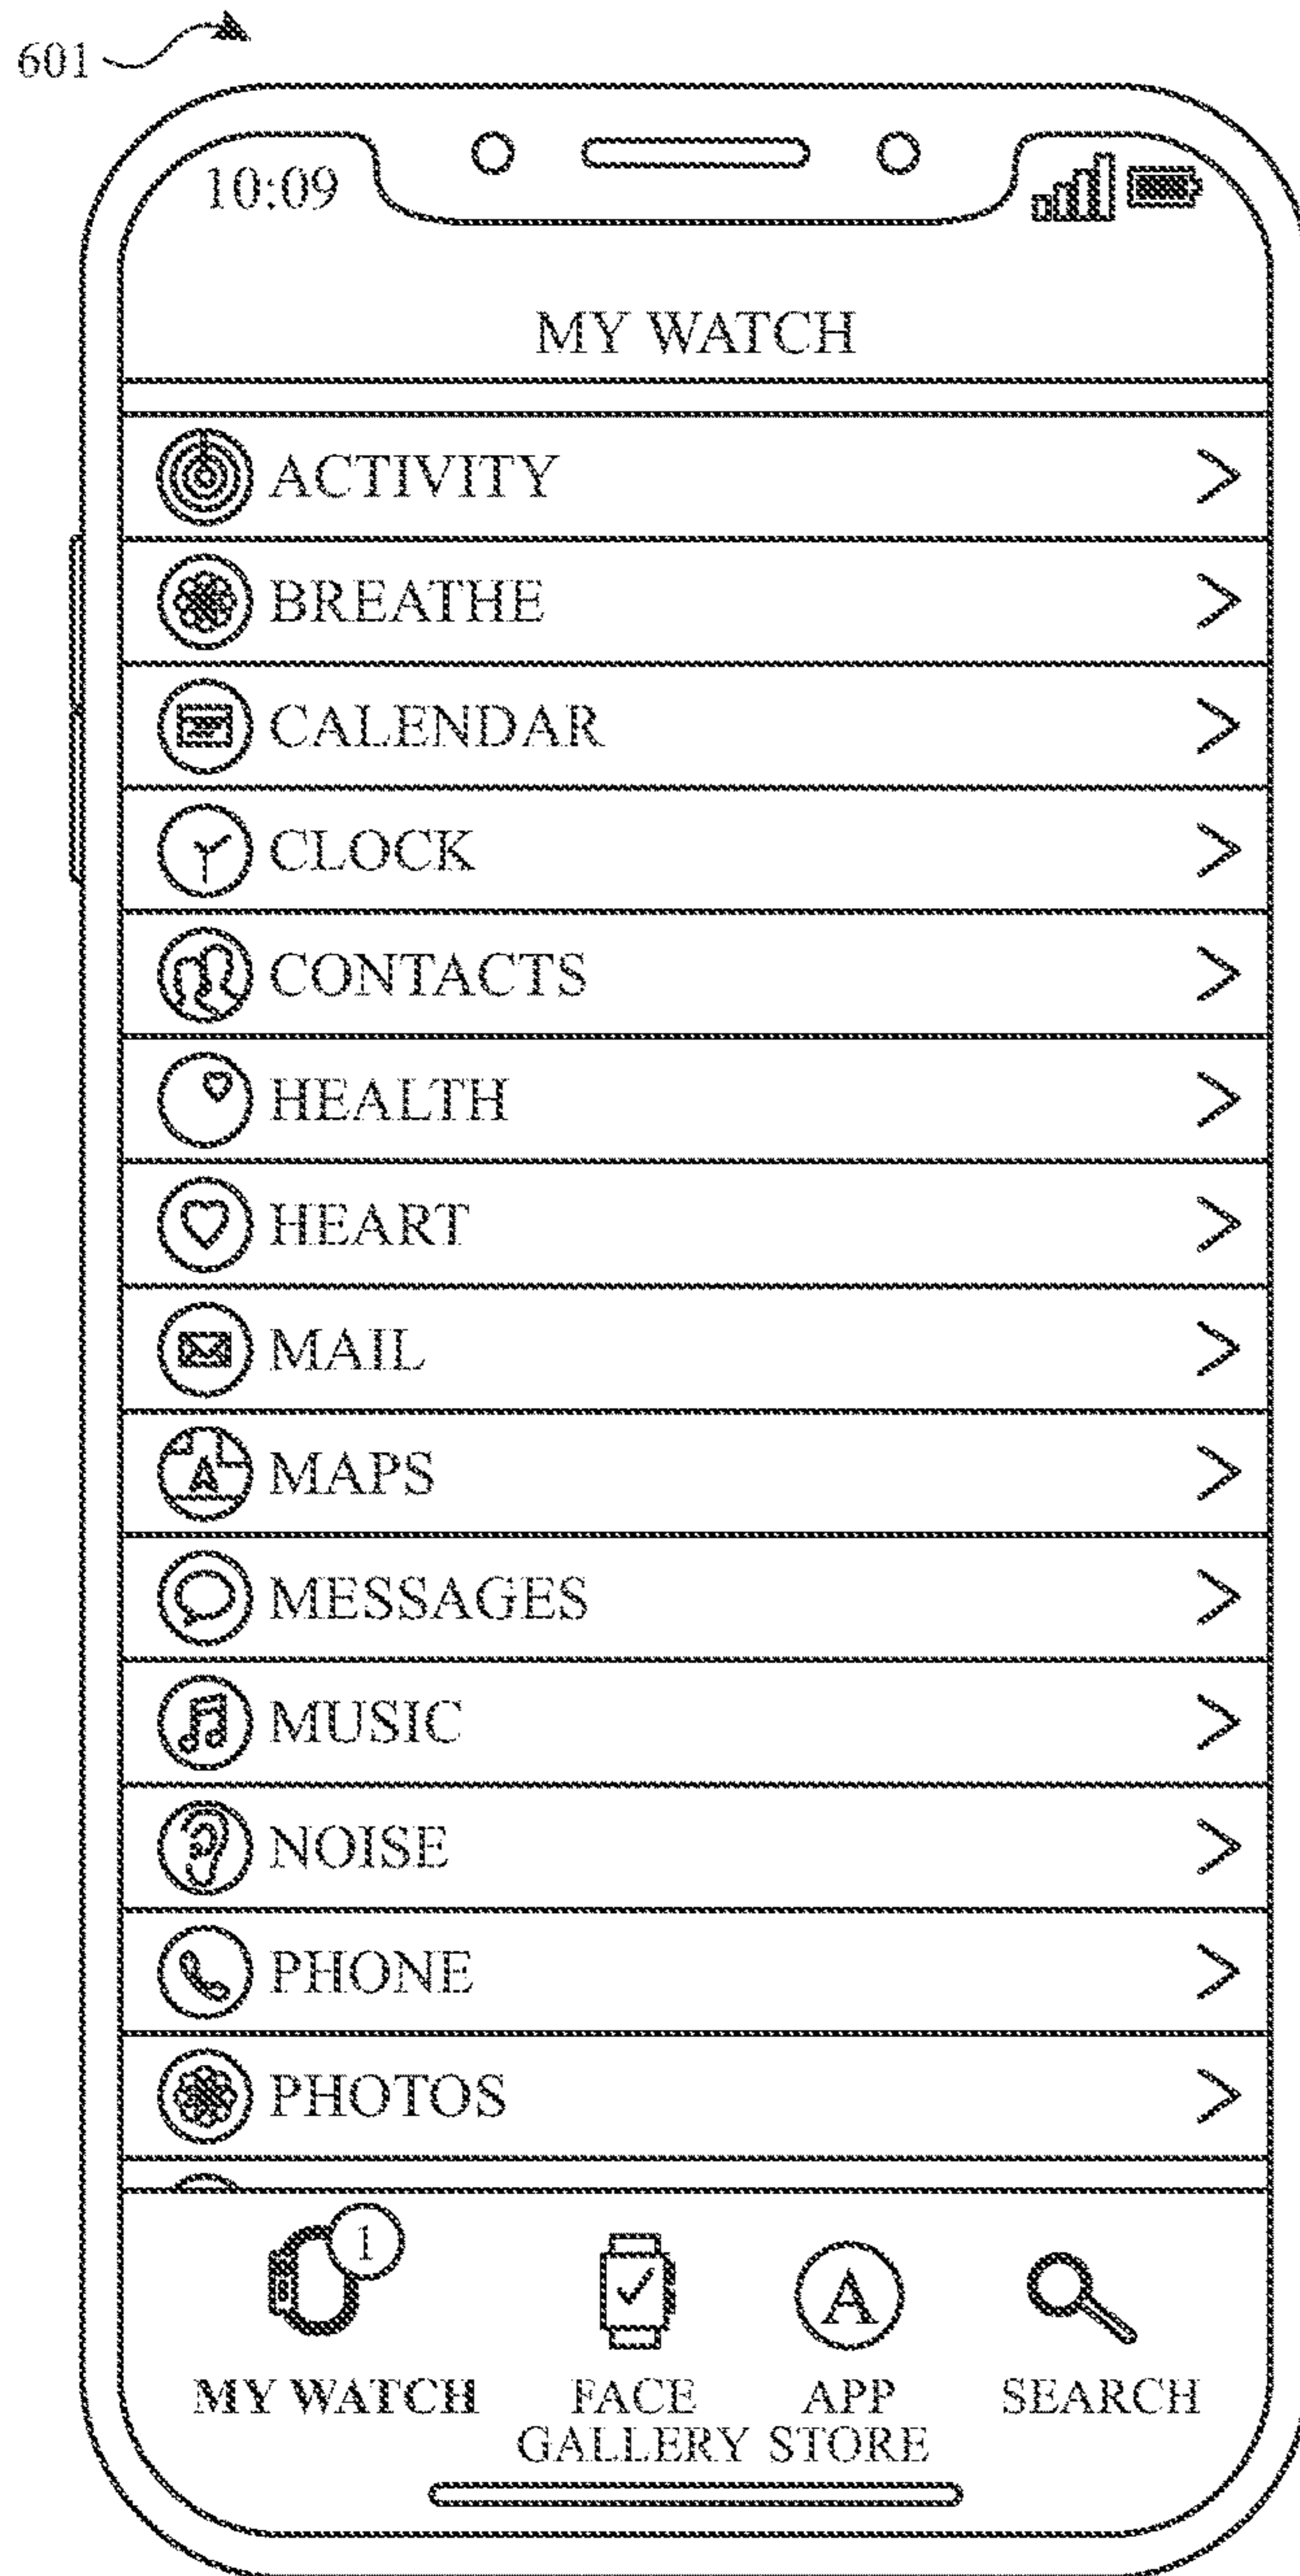 601
10:09
MY WATCH
ACTIVITY
BREATHE
CALENDAR
CLOCK
CONTACTS
HEALTH
HEART
MAIL
MAPS
MESSAGES
MUSIC
NOISE
PHONE
PHOTOS
1
A
MY WATCH FACE APP SEARCH
GALLERY STORE